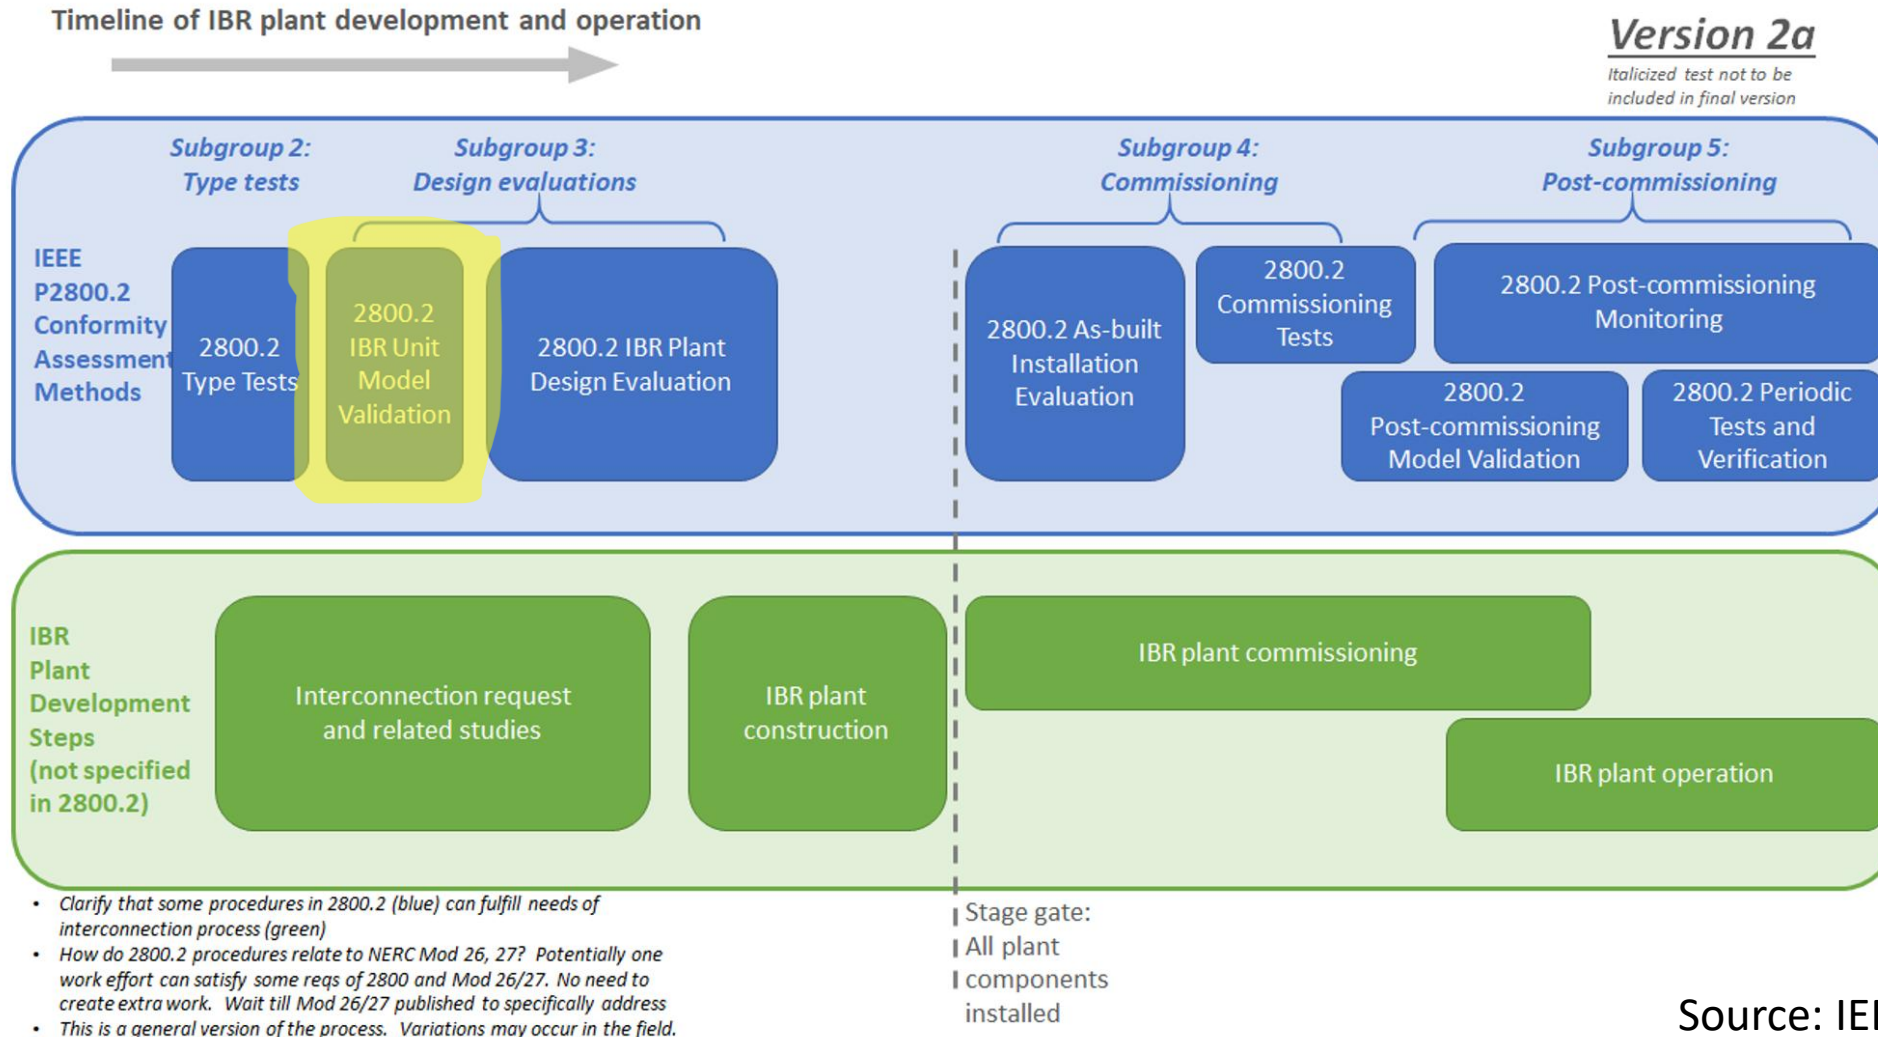 Timeline of IBR plant development and operation
Version 2a
Italicized test not to be
included in final version
Subgroup 2:
Type tests
Subgroup 3:
Design evaluations
Subgroup 4:
Commissioning
Subgroup 5:
Post-commissioning
IEEE
P2800.2
Conformity
Assessment
Methods
2800.2
Type Tests
2800.2
IBR Unit
Model
Validation
2800.2 IBR Plant
Design Evaluation
2800.2 As-built
Installation
Evaluation
2800.2
Commissioning
Tests
2800.2 Post-commissioning
Monitoring
2800.2
Post-commissioning
Model Validation
2800.2 Periodic
Tests and
Verification
IBR
Plant
Development
Steps
(not specified
in 2800.2)
Interconnection request
and related studies
IBR plant
construction
IBR plant commissioning
IBR plant operation
• Clarify that some procedures in 2800.2 (blue) can fulfill needs of
interconnection process (green)
• How do 2800.2 procedures relate to NERC Mod 26, 27? Potentially one
work effort can satisfy some reqs of 2800 and Mod 26/27. No need to
create extra work. Wait till Mod 26/27 published to specifically address
• This is a general version of the process. Variations may occur in the field.
Stage gate:
All plant
components
installed
Source: